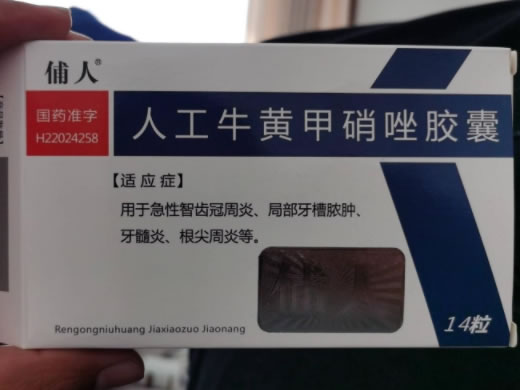 俌人®
国药准字
H22024258
人工牛黄甲硝唑胶囊
【适应症】
用于急性智齿冠周炎、局部牙槽脓肿、
牙髓炎、根尖周炎等。
Rengongniuhuang Jiaxiaozuo Jiaonang
14粒